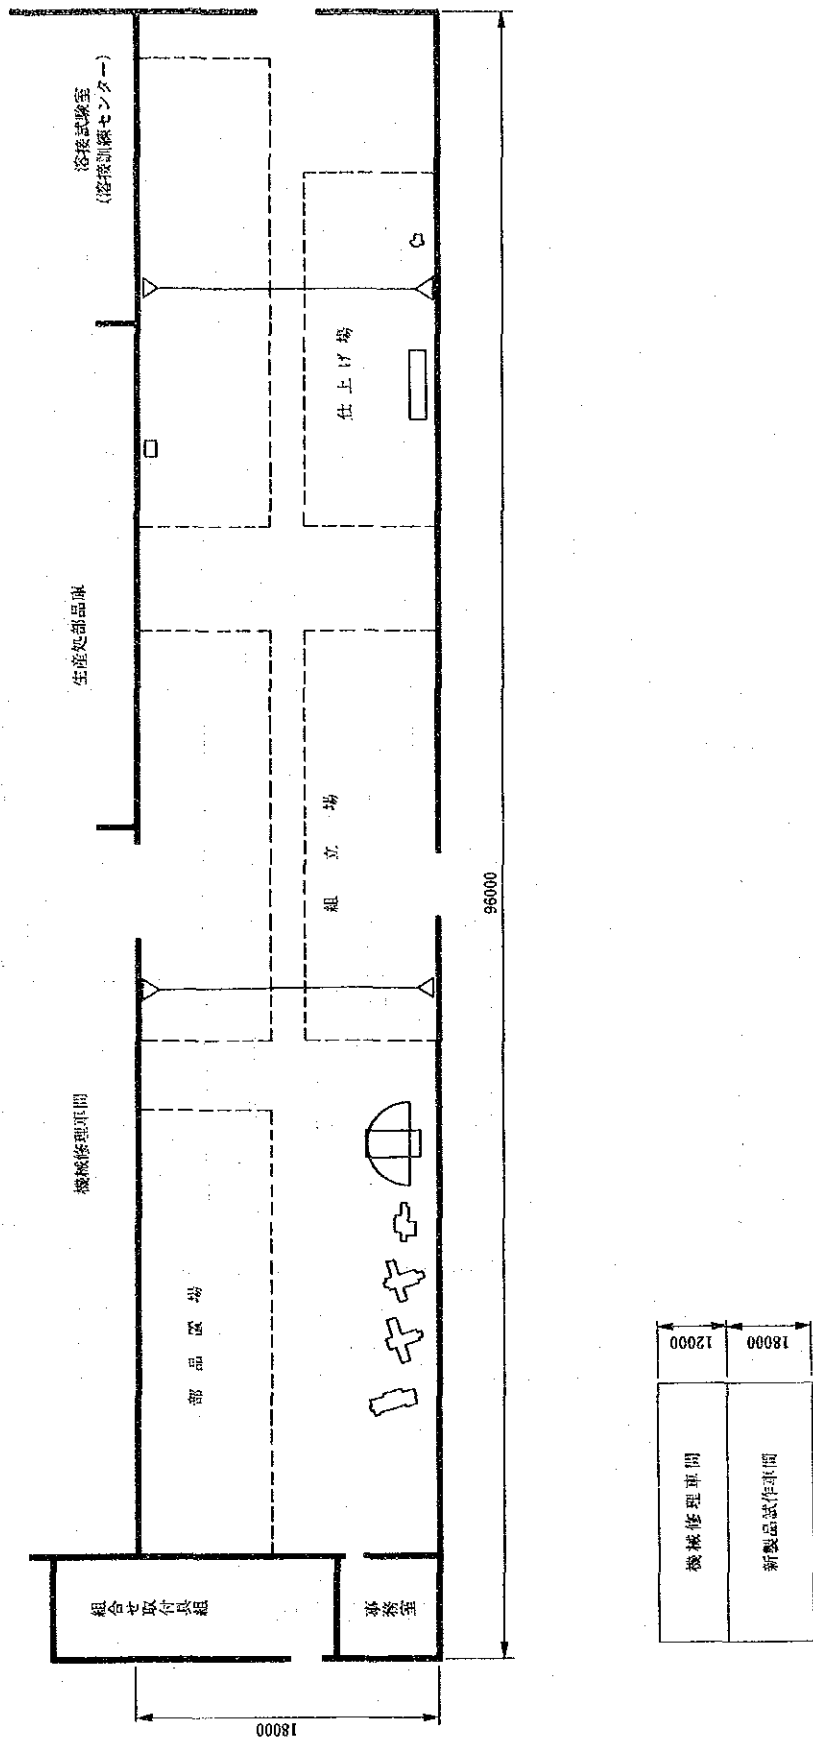 溶接試験室
(溶接訓練センター)
生産処部品庫
機械修理車間
仕上げ場
組立場
部品置場
組合せ取付具組
事務室
96000
18000
機械修理車間
新製品試作車間
12000
18000